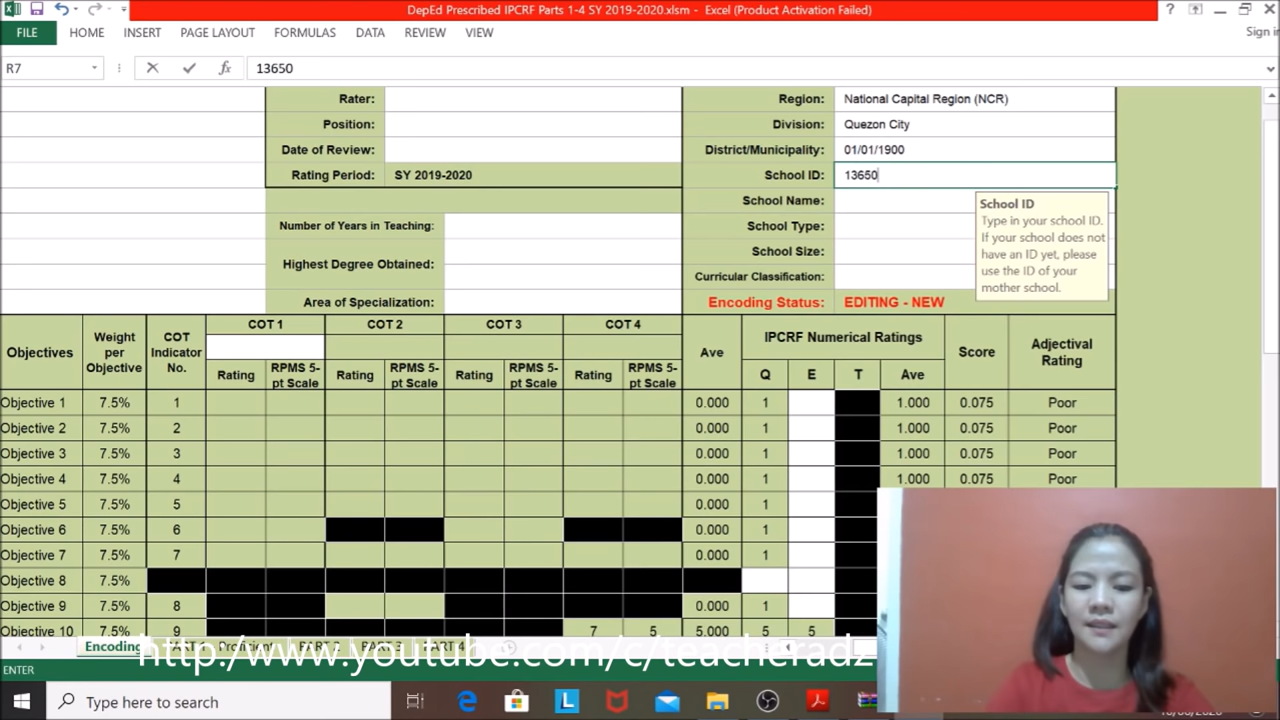 DepEd Prescribed IPCRF Parts 1-4 SY 2019-2020.xlsm - Excel (Product Activation Failed)
FILE HOME INSERT PAGE LAYOUT FORMULAS DATA REVIEW VIEW Sign in
R7 fx 13650
Rater: Region: National Capital Region (NCR)
Position: Division: Quezon City
Date of Review: District/Municipality: 01/01/1900
Rating Period: SY 2019-2020 School ID: 13650
School Name:
Number of Years in Teaching: School Type:
Highest Degree Obtained: School Size:
Curricular Classification:
Area of Specialization: Encoding Status: EDITING - NEW
School ID
Type in your school ID.
If your school does not
have an ID yet, please
use the ID of your
mother school.
Objectives Weight per Objective COT Indicator No. COT 1 COT 2 COT 3 COT 4 Ave IPCRF Numerical Ratings Score Adjectival Rating
Rating RPMS 5-pt Scale Rating RPMS 5-pt Scale Rating RPMS 5-pt Scale Rating RPMS 5-pt Scale Q E T Ave
Objective 1 7.5% 1 0.000 1 1.000 0.075 Poor
Objective 2 7.5% 2 0.000 1 1.000 0.075 Poor
Objective 3 7.5% 3 0.000 1 1.000 0.075 Poor
Objective 4 7.5% 4 0.000 1 1.000 0.075 Poor
Objective 5 7.5% 5 0.000 1
Objective 6 7.5% 6 0.000 1
Objective 7 7.5% 7 0.000 1
Objective 8 7.5%
Objective 9 7.5% 8 0.000 1
Objective 10 7.5% 9 7 5 5.000 5 5
Encoding PART 1 Proficient PART 2 PART 3 PART 4
http:/www.youtube.com/c/teacheradz
ENTER
Type here to search